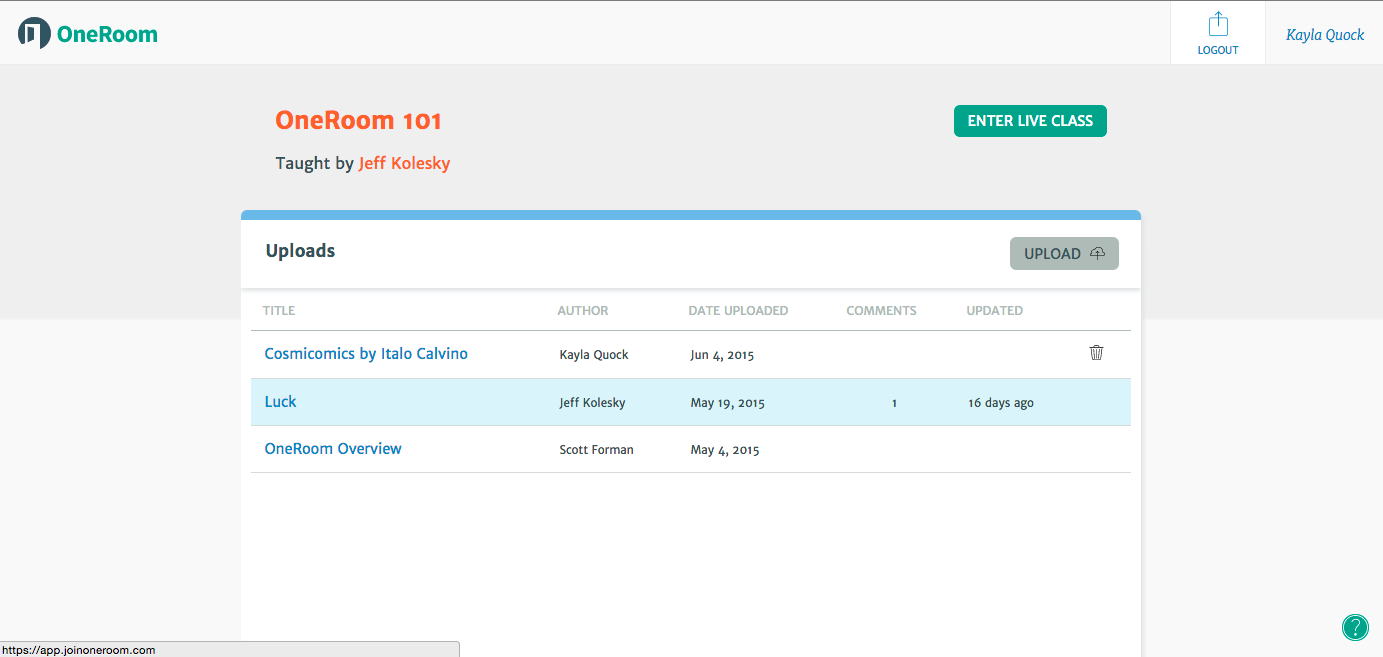 OneRoom
LOGOUT
Kayla Quock
OneRoom 101
ENTER LIVE CLASS
Taught by Jeff Kolesky
Uploads
UPLOAD
TITLE AUTHOR DATE UPLOADED COMMENTS UPDATED
Cosmicomics by Italo Calvino Kayla Quock Jun 4, 2015
Luck Jeff Kolesky May 19, 2015 1 16 days ago
OneRoom Overview Scott Forman May 4, 2015
?
https://app.joinoneroom.com